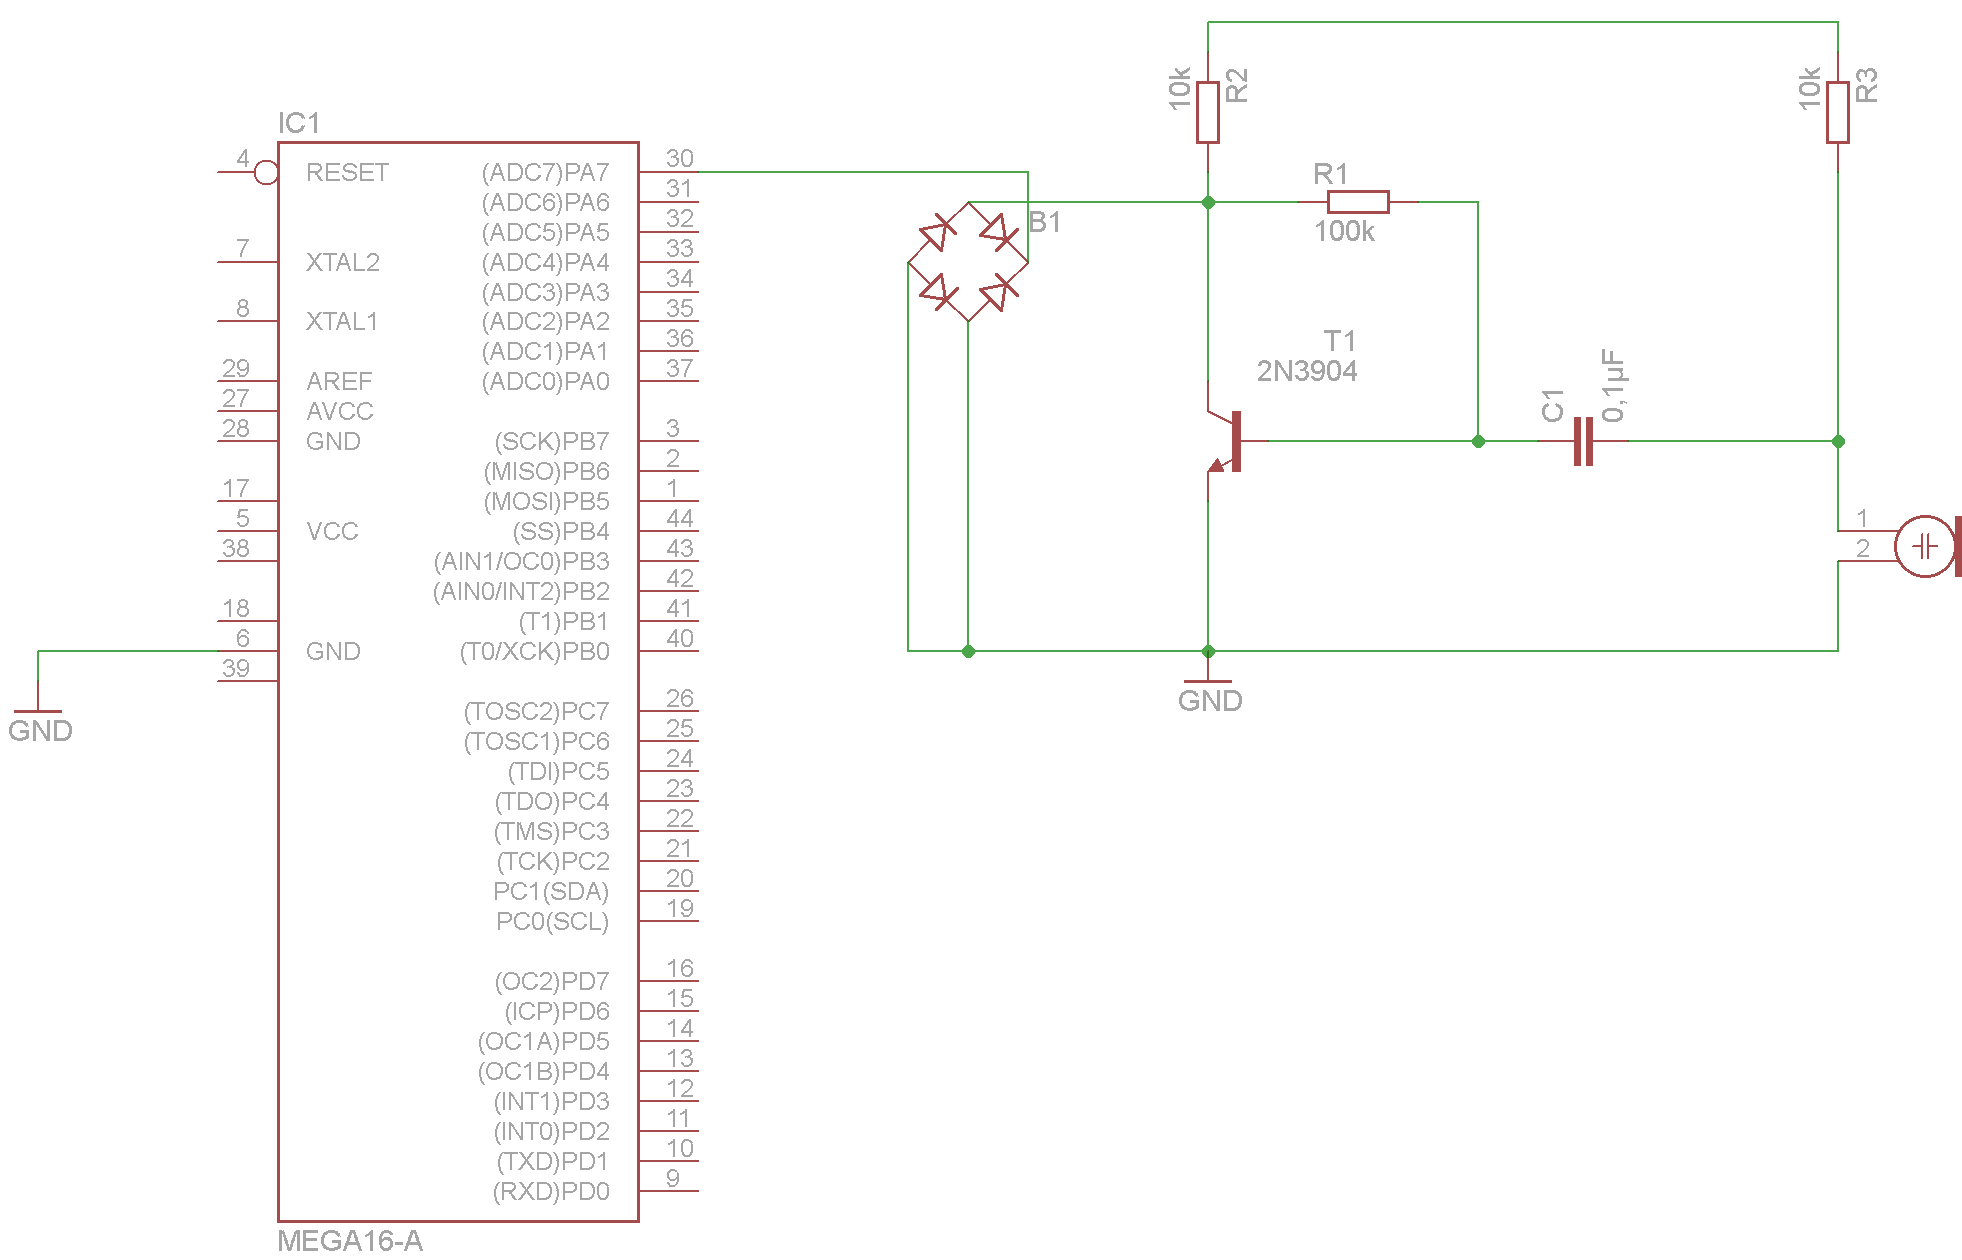 IC1
4 RESET (ADC7)PA7 30
(ADC6)PA6 31
(ADC5)PA5 32
7 XTAL2 (ADC4)PA4 33
(ADC3)PA3 34
8 XTAL1 (ADC2)PA2 35
(ADC1)PA1 36
29 AREF (ADC0)PA0 37
27 AVCC
28 GND (SCK)PB7 3
(MISO)PB6 2
17 (MOSI)PB5 1
5 VCC (SS)PB4 44
38 (AIN1/OC0)PB3 43
(AIN0/INT2)PB2 42
18 (T1)PB1 41
6 GND (T0/XCK)PB0 40
39
(TOSC2)PC7 26
(TOSC1)PC6 25
(TDI)PC5 24
(TDO)PC4 23
(TMS)PC3 22
(TCK)PC2 21
PC1(SDA) 20
PC0(SCL) 19
(OC2)PD7 16
(ICP)PD6 15
(OC1A)PD5 14
(OC1B)PD4 13
(INT1)PD3 12
(INT0)PD2 11
(TXD)PD1 10
(RXD)PD0 9
MEGA16-A
GND
B1
10k
R2
R1
100k
T1
2N3904
C1
0,1µF
10k
R3
1
2
GND